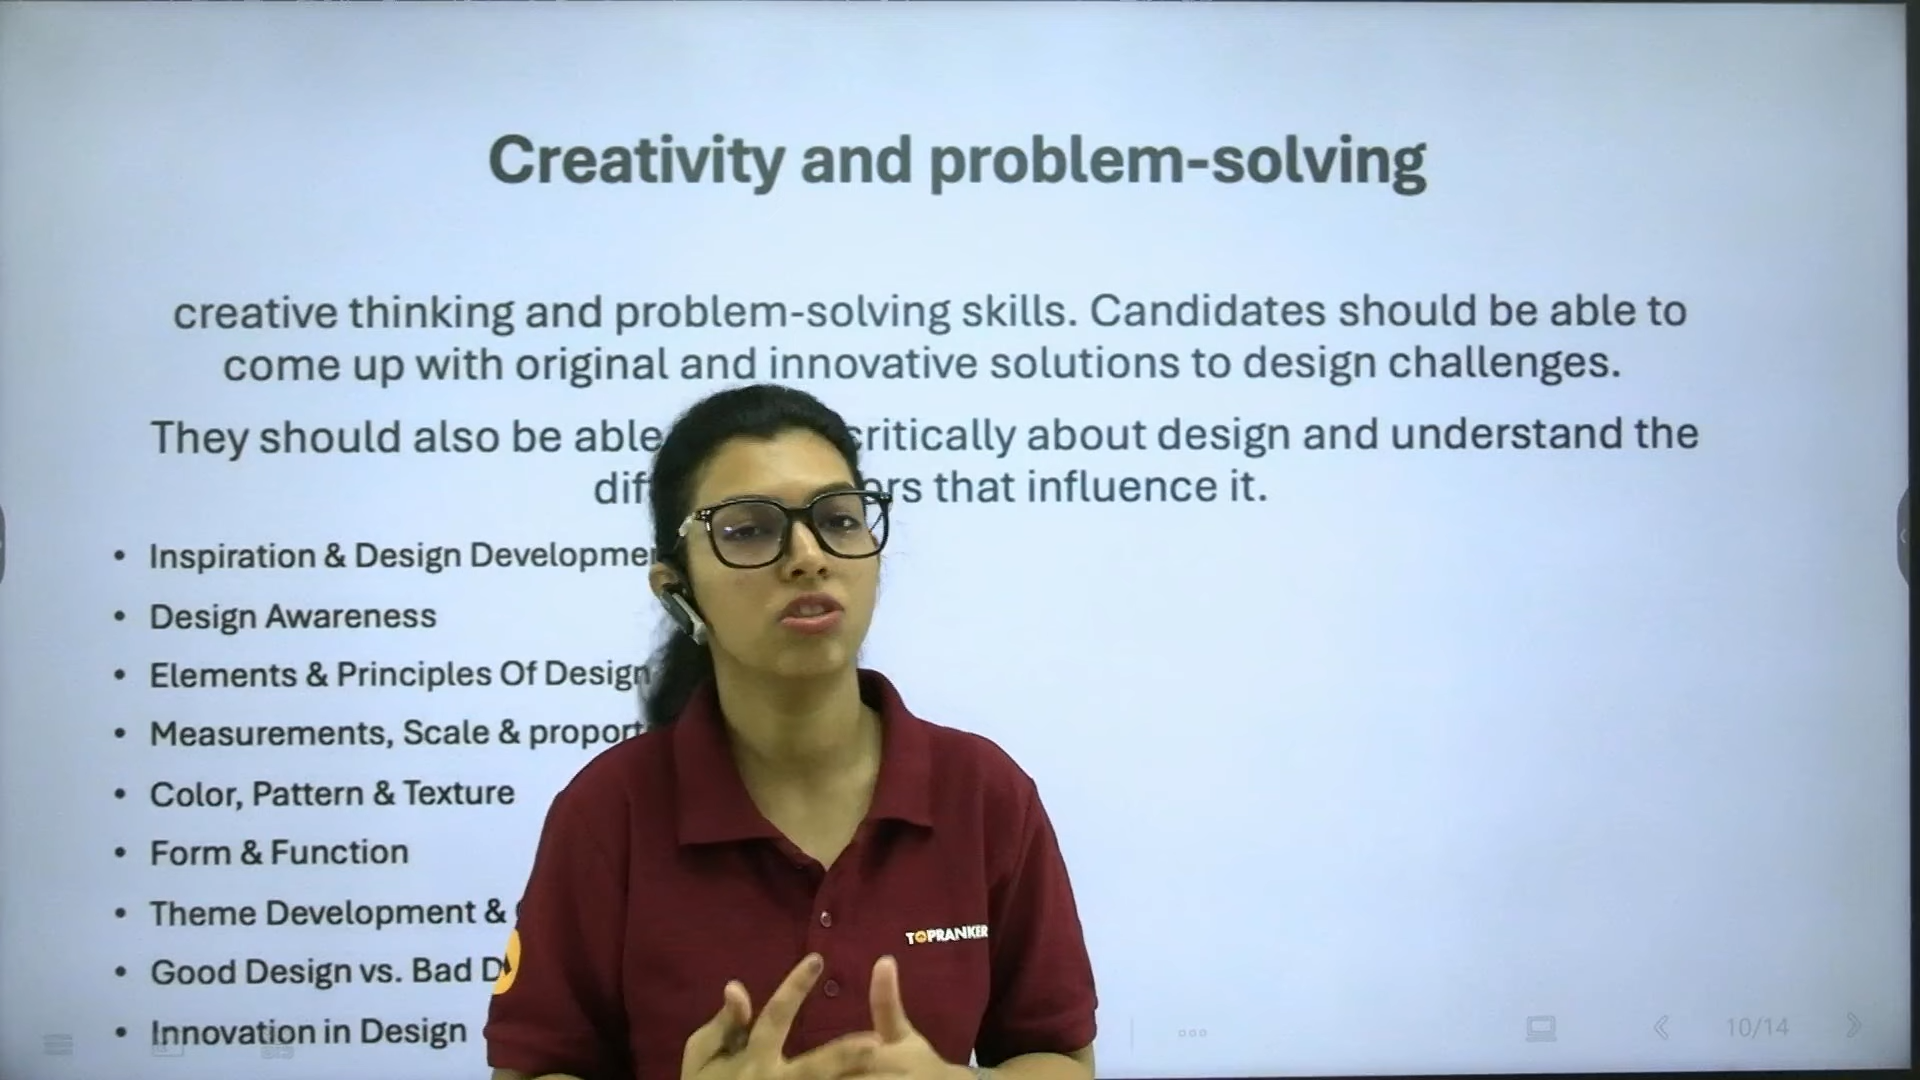 Creativity and problem-solving
creative thinking and problem-solving skills. Candidates should be able to
come up with original and innovative solutions to design challenges.
They should also be able critically about design and understand the
that influence it.
• Inspiration & Design
• Design Awareness
• Elements & Principles Of Design
• Measurements, Scale &
• Color, Pattern & Texture
• Form & Function
• Theme Development &
• Good Design vs. Bad
• Innovation in Design
TOPRANKER
10/14